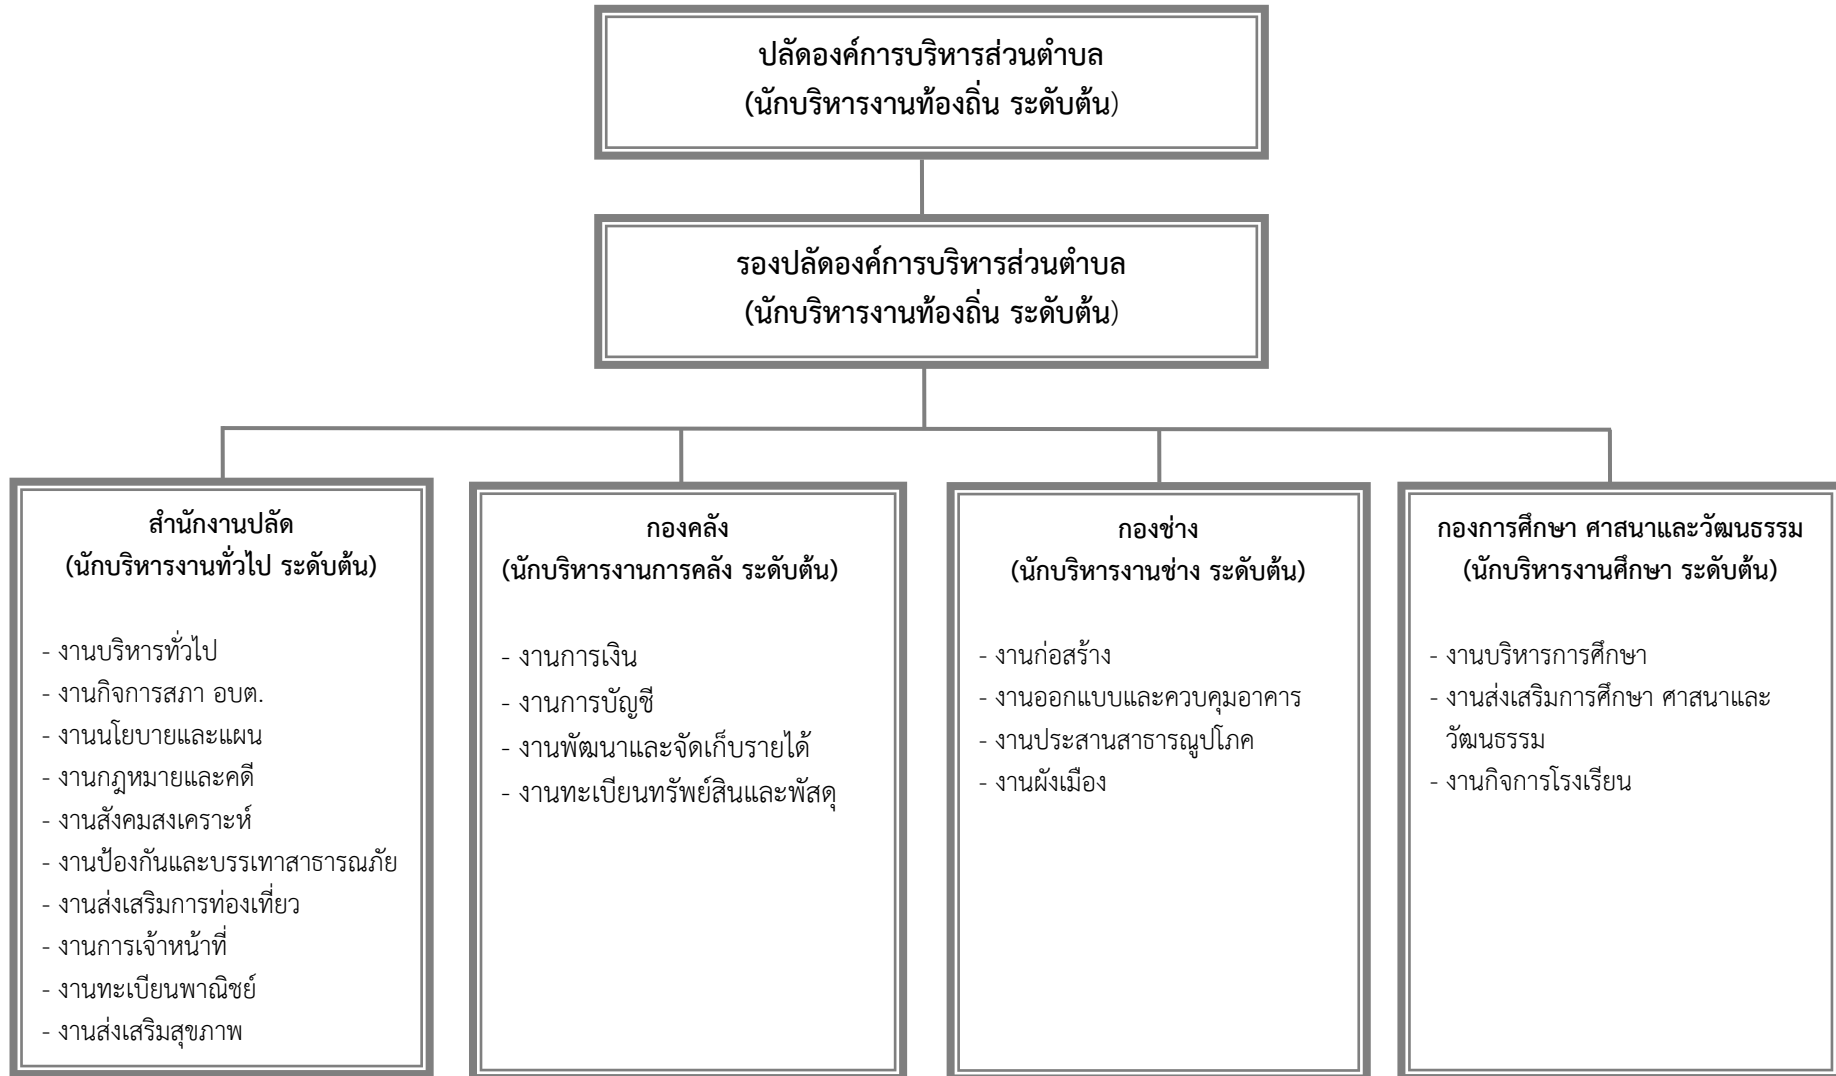 ปลัดองค์การบริหารส่วนตำบล
(นักบริหารงานท้องถิ่น ระดับต้น)
รองปลัดองค์การบริหารส่วนตำบล
(นักบริหารงานท้องถิ่น ระดับต้น)
สำนักงานปลัด
(นักบริหารงานทั่วไป ระดับต้น)
- งานบริหารทั่วไป
- งานกิจการสภา อบต.
- งานนโยบายและแผน
- งานกฎหมายและคดี
- งานสังคมสงเคราะห์
- งานป้องกันและบรรเทาสาธารณภัย
- งานส่งเสริมการท่องเที่ยว
- งานการเจ้าหน้าที่
- งานทะเบียนพาณิชย์
- งานส่งเสริมสุขภาพ
กองคลัง
(นักบริหารงานการคลัง ระดับต้น)
- งานการเงิน
- งานการบัญชี
- งานพัฒนาและจัดเก็บรายได้
- งานทะเบียนทรัพย์สินและพัสดุ
กองช่าง
(นักบริหารงานช่าง ระดับต้น)
- งานก่อสร้าง
- งานออกแบบและควบคุมอาคาร
- งานประสานสาธารณูปโภค
- งานผังเมือง
กองการศึกษา ศาสนาและวัฒนธรรม
(นักบริหารงานศึกษา ระดับต้น)
- งานบริหารการศึกษา
- งานส่งเสริมการศึกษา ศาสนาและ
วัฒนธรรม
- งานกิจการโรงเรียน